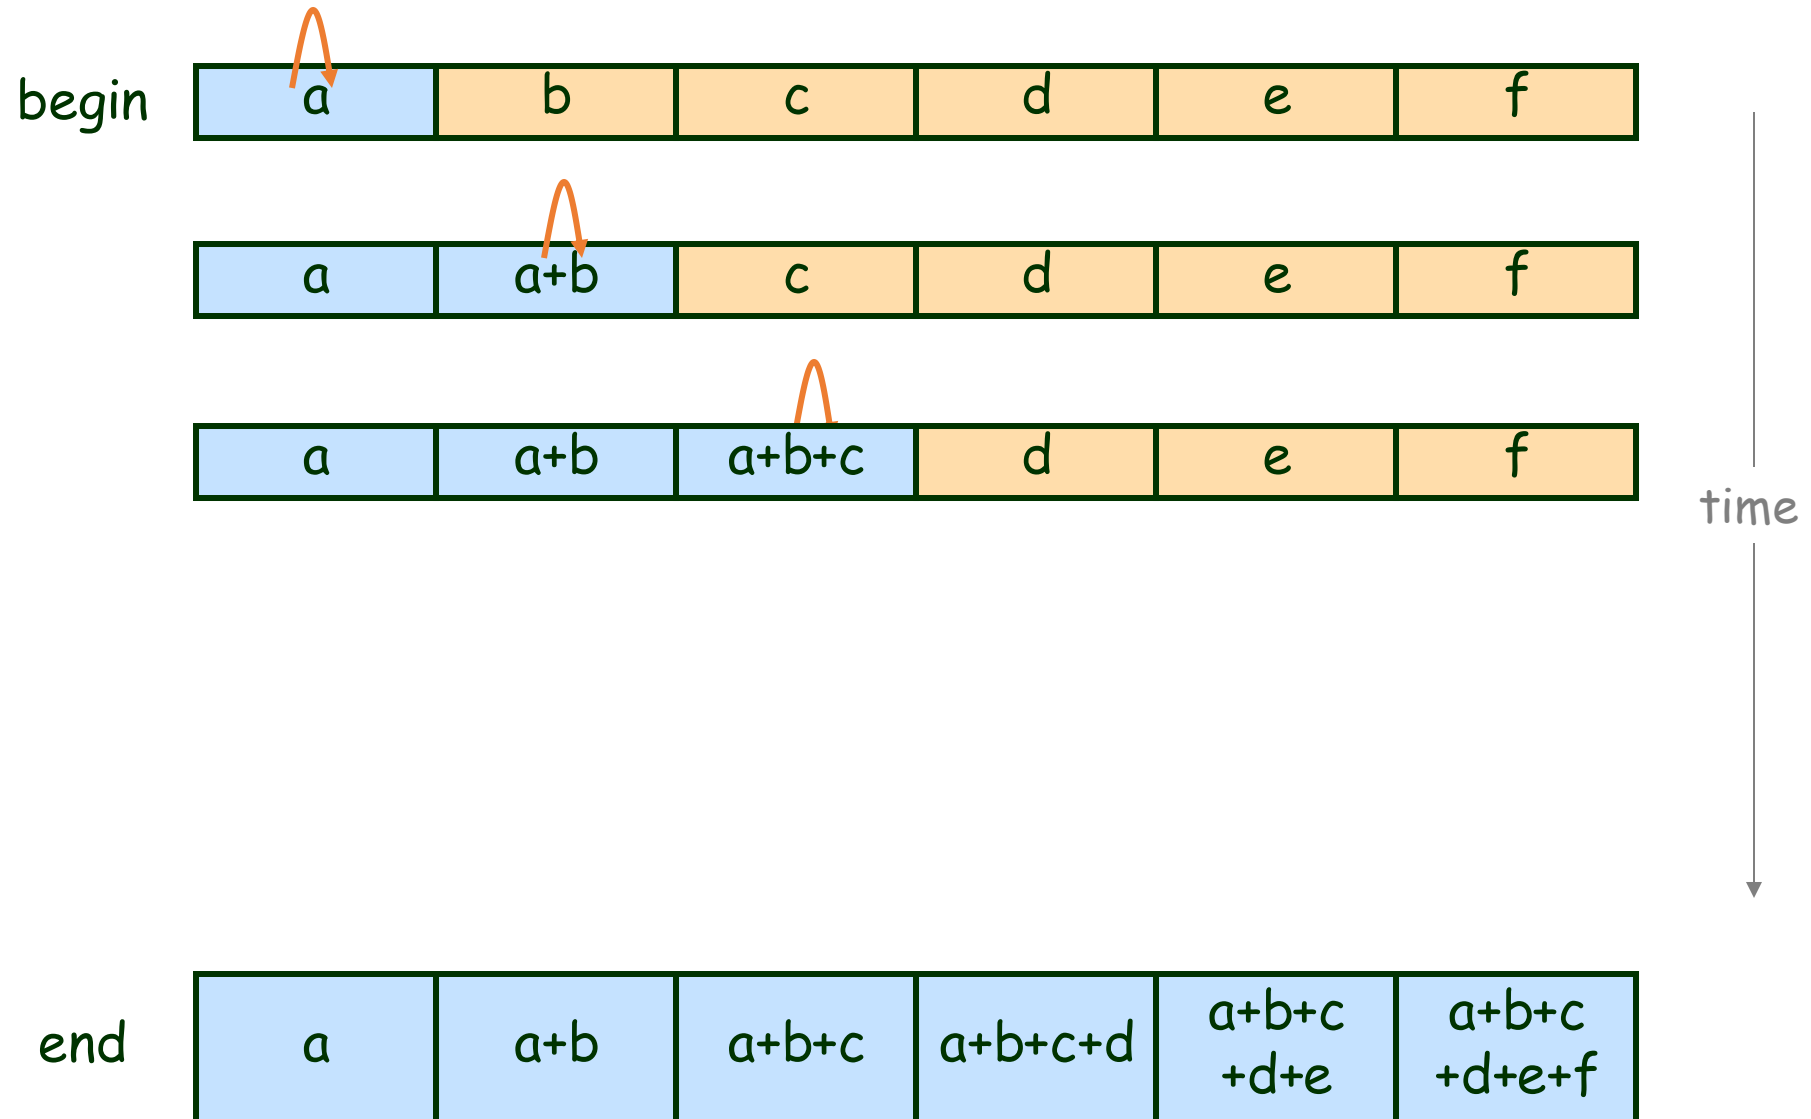 begin a b c d e f
a a+b c d e f
a a+b a+b+c d e f
time
end a a+b a+b+c a+b+c+d a+b+c +d+e a+b+c +d+e+f